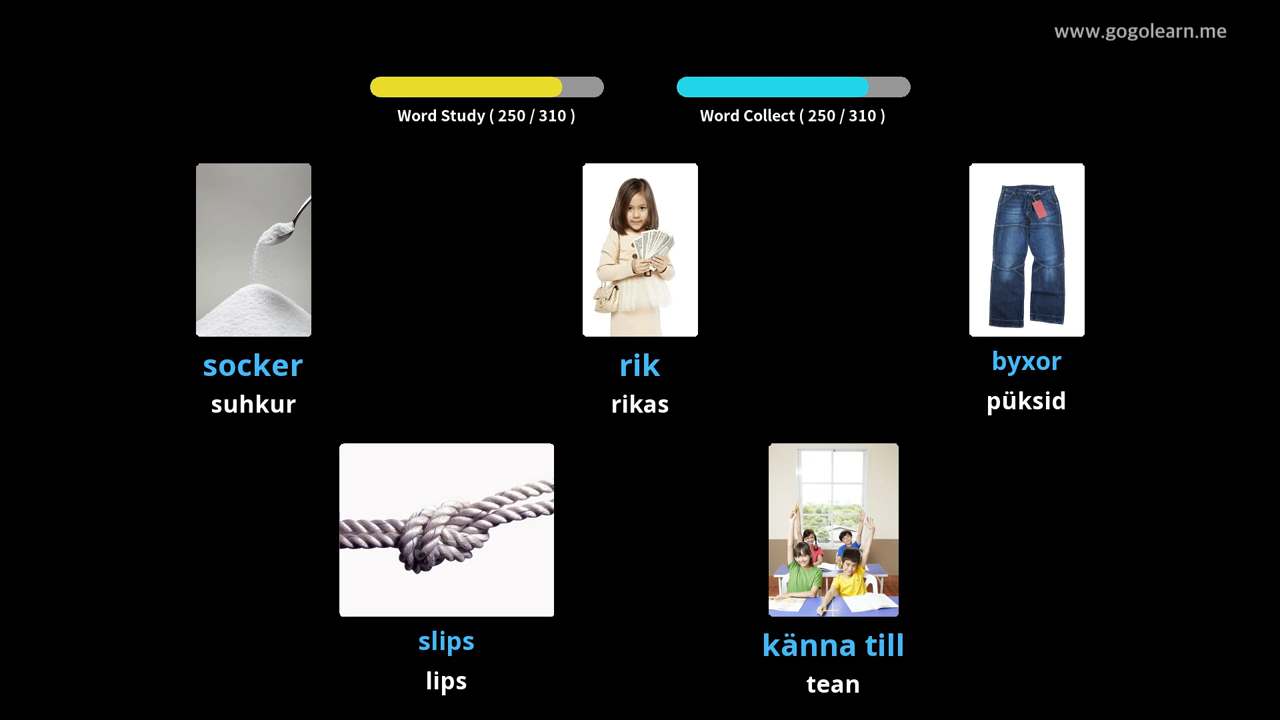 www.gogolearn.me
Word Study ( 250 / 310 )
Word Collect ( 250 / 310 )
socker
suhkur
rik
rikas
byxor
püksid
slips
lips
känna till
tean